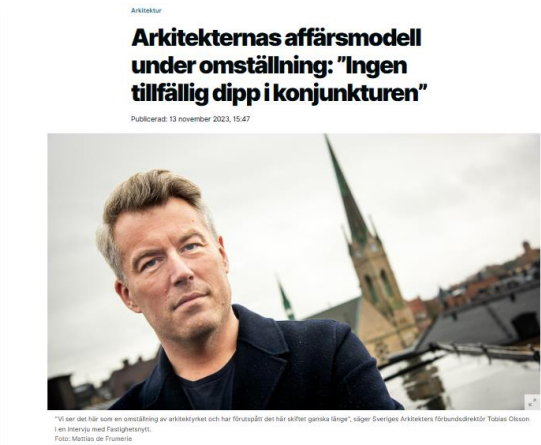 Arkitektur
Arkitekternas affärsmodell
under omställning: ”Ingen
tillfällig dipp i konjunkturen”
Publicerad: 13 november 2023, 15:47
"Vi ser det här som en omställning av arkitektyrket och har förutspått det här skiftet ganska länge", säger Sveriges Arkitekters förbundsdirektör Tobias Olsson
i en intervju med Fastighetsnytt.
Foto: Mattias de Frumerie